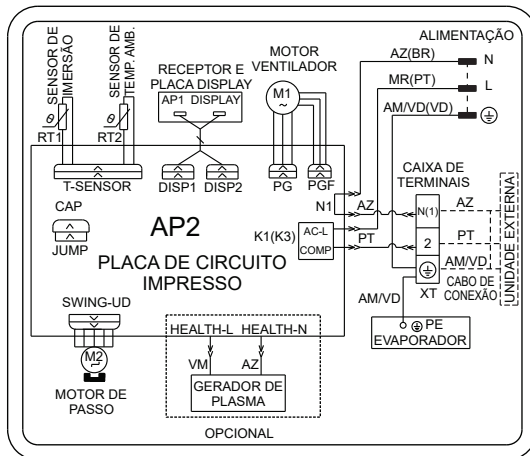 SENSOR DE
IMERSÃO
RT1
SENSOR DE
TEMP. AMB.
RT2
RECEPTOR E
PLACA DISPLAY
AP1 DISPLAY
MOTOR
VENTILADOR
M1
~
ALIMENTAÇÃO
AZ(BR)
N
MR(PT)
L
AM/VD(VD)
T-SENSOR
DISP1
DISP2
PG
PGF
CAP
JUMP
AP2
PLACA DE CIRCUITO
IMPRESSO
N1
AZ
K1(K3)
AC-L
COMP
PT
CAIXA DE
TERMINAIS
N(1)
2
XT
AZ
PT
AM/VD
CABO DE
CONEXÃO
UNIDADE EXTERNA
AM/VD
PE
EVAPORADOR
SWING-UD
M2
~
MOTOR DE
PASSO
HEALTH-L HEALTH-N
VM
AZ
GERADOR DE
PLASMA
OPCIONAL